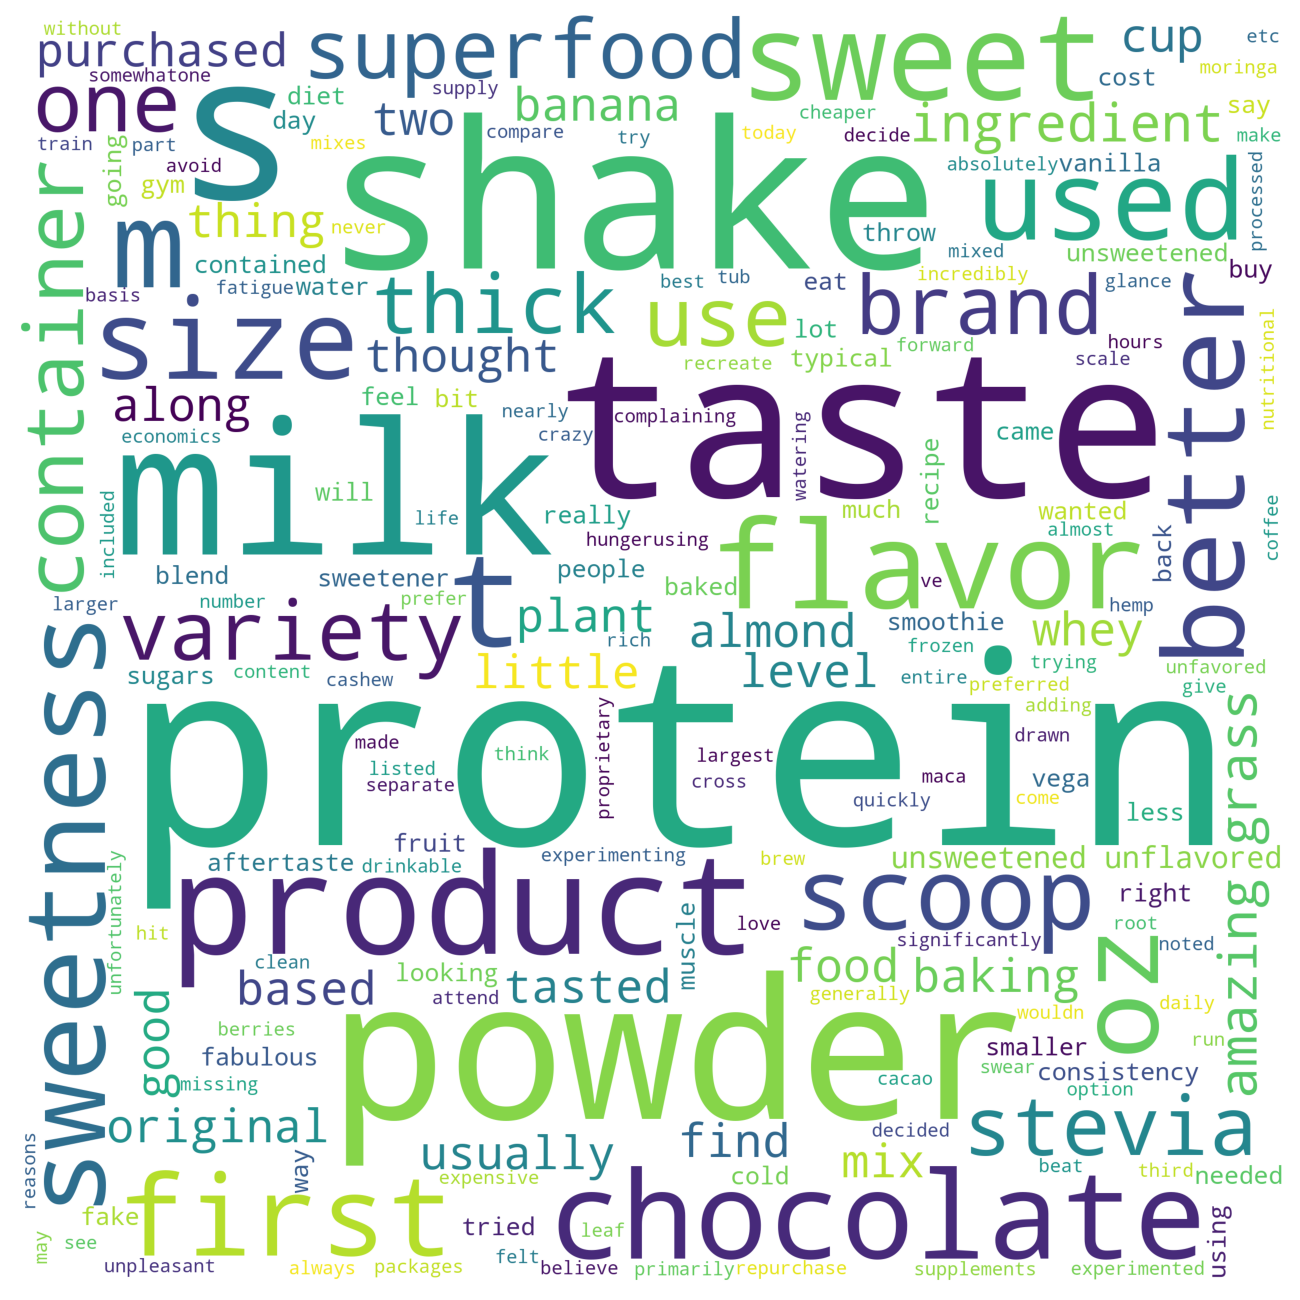 without
purchased
superfood
sweet
cup
etc
somewhatone
supply
cost
moringa
one
s
diet
day
two
banana
cheaper
ingredient
say
train
part
mixes
compare
try
today
decide
make
avoid
shake
absolutely
vanilla
used
container
going
gym
thing
never
throw
mixed
unsweetened
processed
m
contained
fatigue
water
best
tub
eat
incredibly
glance
buy
basis
size
thick
use
brand
better
thought
lot
forward
hours
recreate
typical
scale
nutritional
along
feel
bit
nearly
taste
complaining
came
economics
crazy
watering
milk
will
life
really
much
recipe
wanted
almost
included
hungerusing
flavor
back
coffee
blend
sweetener
t
people
baked
ve
larger
number
prefer
plant
smoothie
hemp
sweetness
variety
rich
almond
frozen
whey
trying
unfavored
sugars
content
cashew
little
level
entire
preferred
give
adding
protein
made
think
proprietary
largest
drawn
amazing grass
listed
separate
cross
maca
vega
quickly
come
less
fruit
aftertaste
drinkable
experimenting
brew
unsweetened
unflavored
unfortunately
product
love
scoop
right
hit
significantly
root
oz
noted
clean
looking
muscle
food
baking
based
attend
tasted
generally
daily
good
wouldn
berries
powder
smaller
run
fabulous
missing
cacao
swear
consistency
option
original
usually
find
decided
stevia
reasons
way
mix
beat
third
needed
first
expensive
cold
chocolate
fake
tried
leaf
using
may
see
felt
unpleasant
always
packages
believe
primarily
repurchase
supplements
experimented